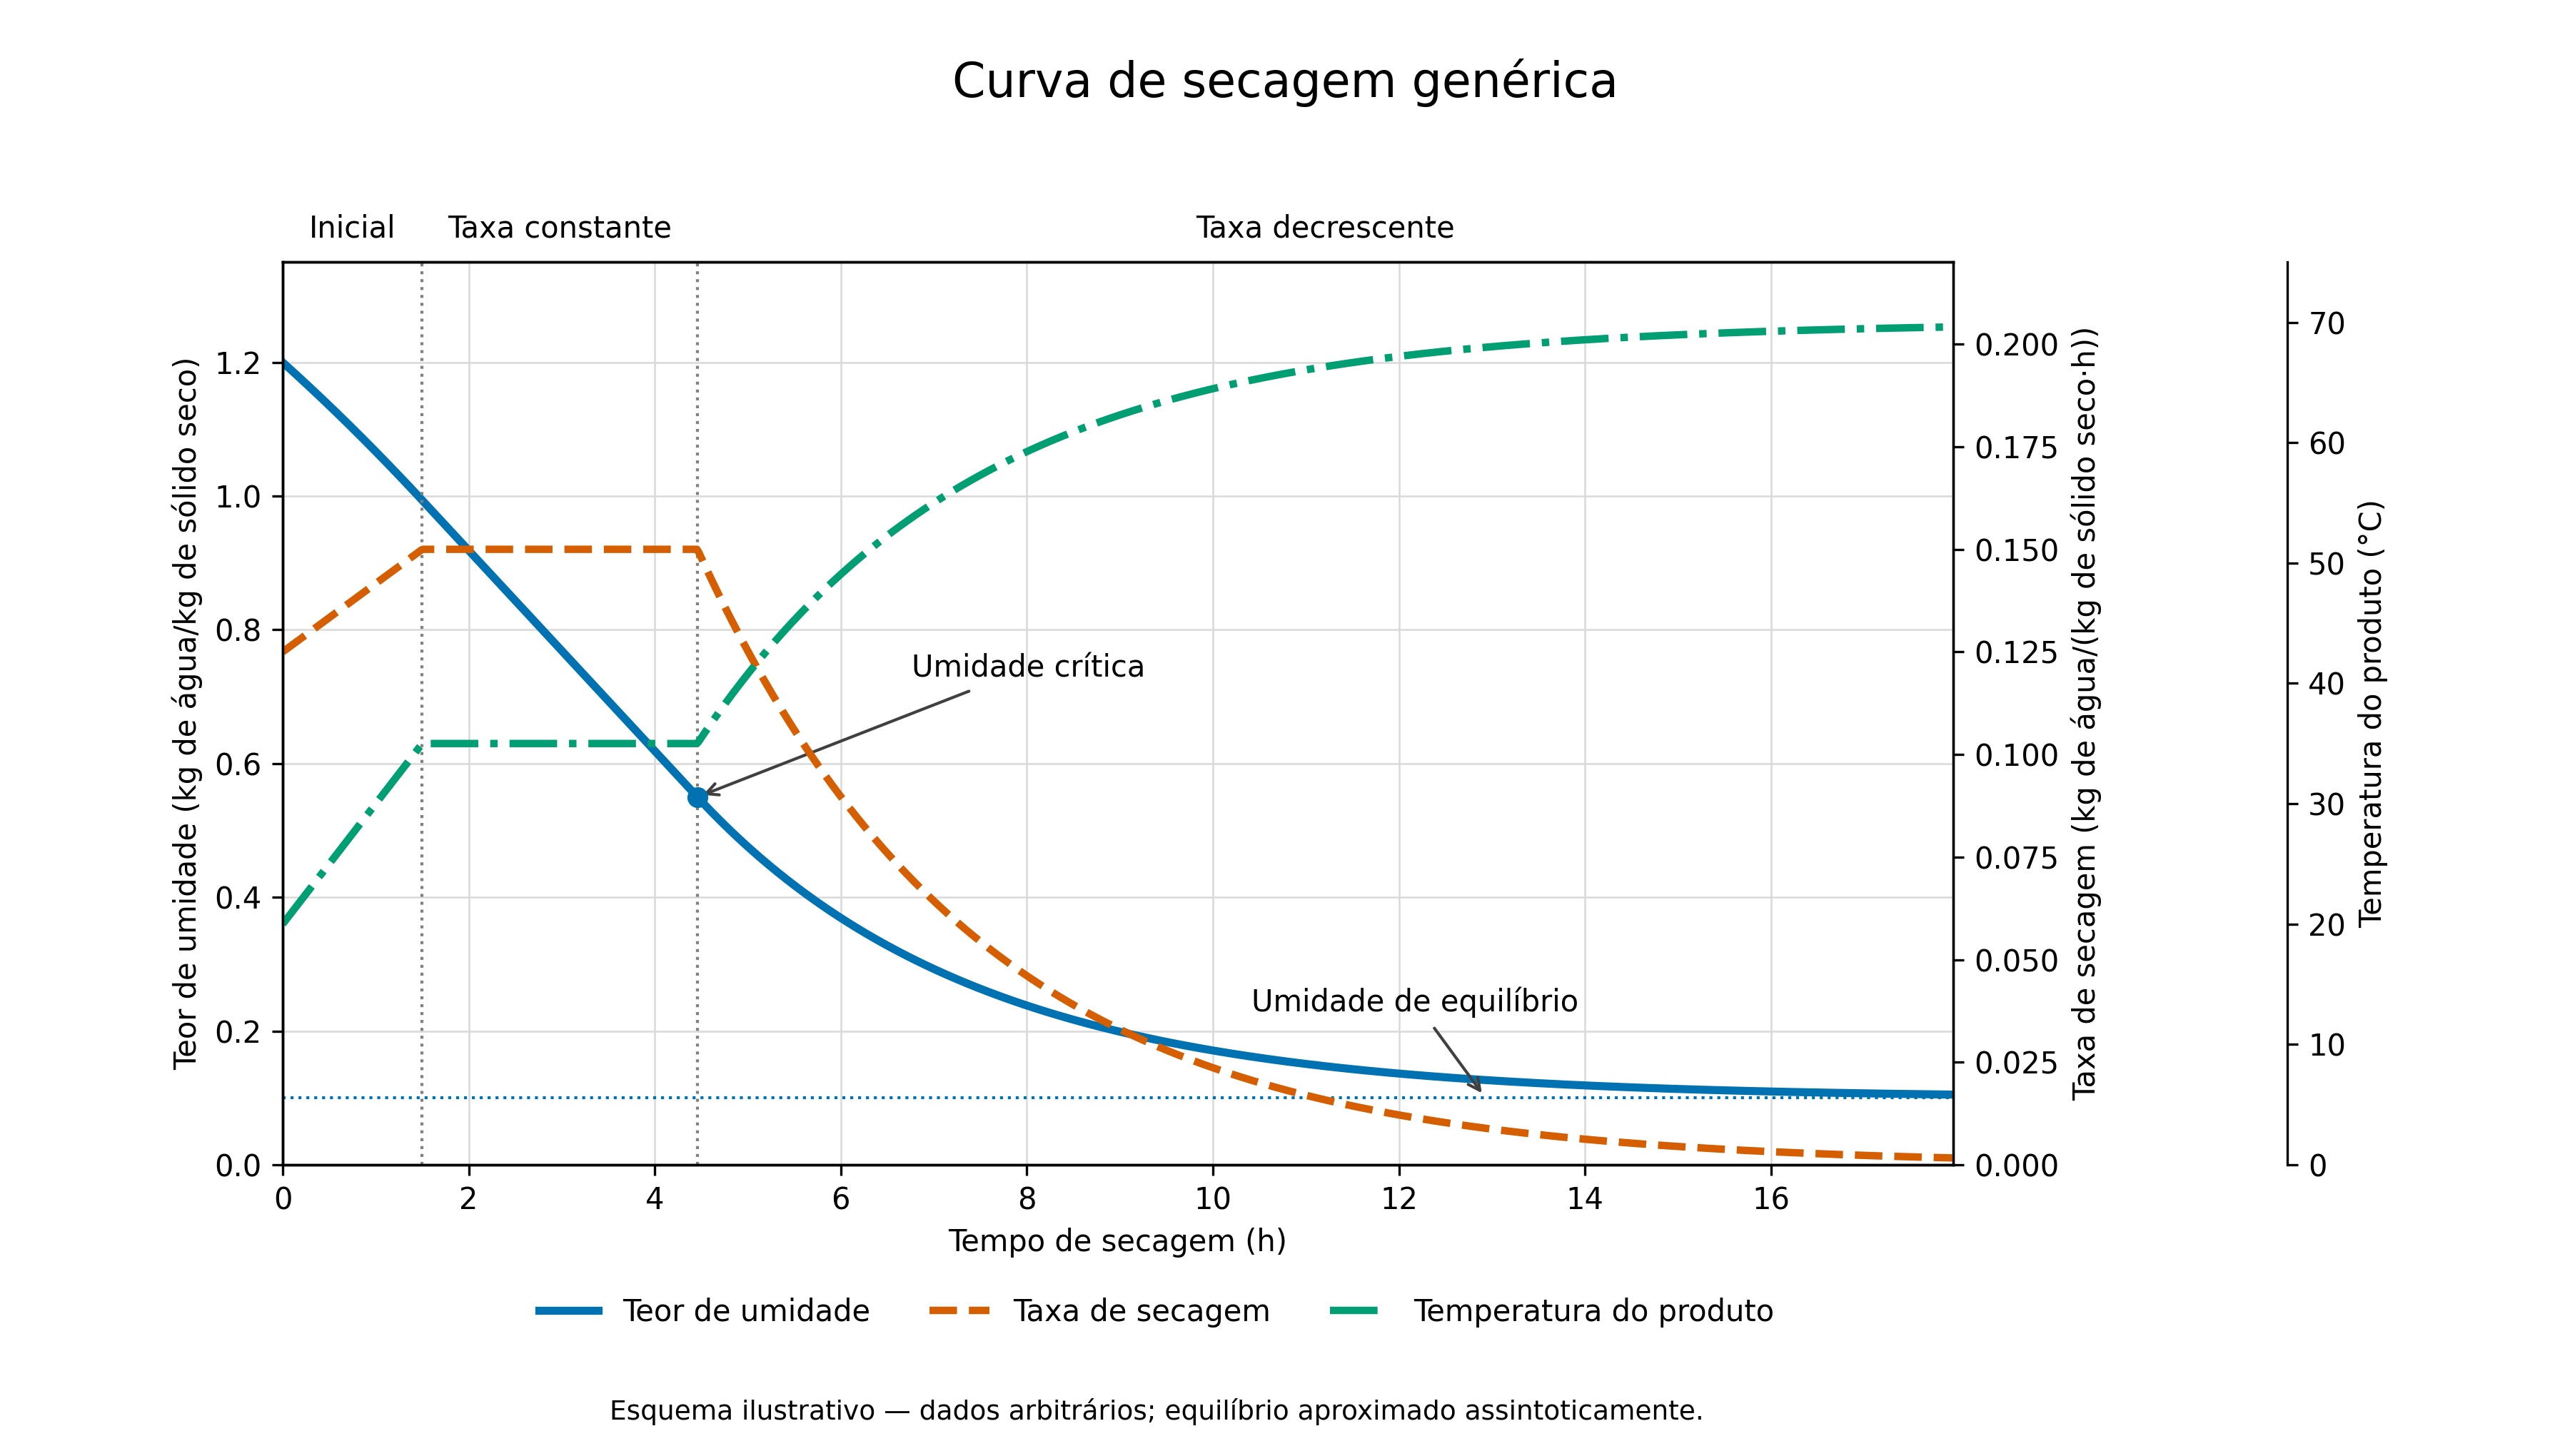 Curva de secagem genérica
Inicial
Taxa constante
Taxa decrescente
Teor de umidade (kg de água/kg de sólido seco)
1.2
1.0
0.8
0.6
0.4
0.2
0.0
Umidade crítica
Umidade de equilíbrio
0.200
0.175
0.150
0.125
0.100
0.075
0.050
0.025
0.000
Taxa de secagem (kg de água/(kg de sólido seco·h))
70
60
50
40
30
20
10
0
Temperatura do produto (°C)
0 2 4 6 8 10 12 14 16
Tempo de secagem (h)
Teor de umidade
Taxa de secagem
Temperatura do produto
Esquema ilustrativo — dados arbitrários; equilíbrio aproximado assintoticamente.